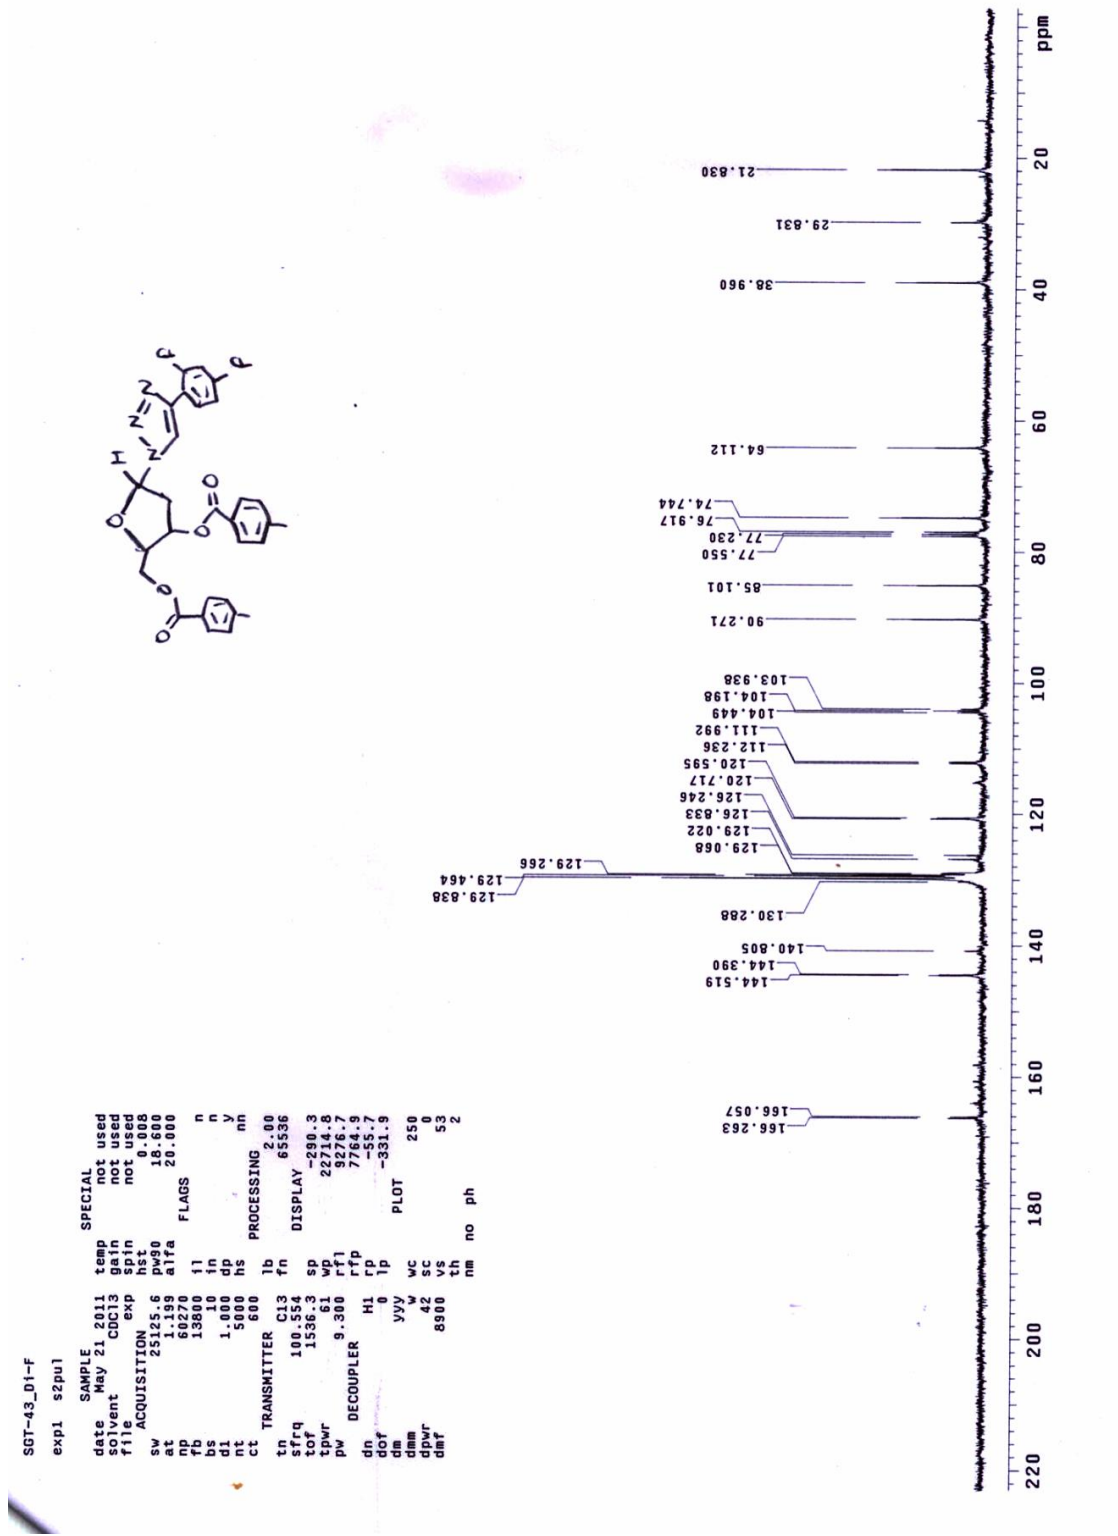 SGT-43_Di-F
exp1 s2pul
SAMPLE SPECIAL
date May 21 2011 temp not used
solvent CDCl3 gain not used
file exp spin not used
ACQUISITION hst 0.008
sw 25125.6 pw90 18.600
at 1.199 alfa 20.000
np 60270 FLAGS
fb 13800 il n
bs 10 in n
d1 1.000 dp y
nt 5000 hs nn
ct 600 PROCESSING
TRANSMITTER lb 2.00
tn C13 fn 65536
sfrq 100.554 DISPLAY
tof 1536.3 sp -290.3
tpwr 61 wp 22714.8
pw 9.300 rfl 9276.7
DECOUPLER rfp 7764.9
dn H1 rp -55.7
dof 0 lp -331.9
dm yyy PLOT
dmm w wc 250
dpwr 42 sc 0
dmf 8900 vs 53
th 2
nm no ph
O
O
O
H
N
N
N
O
O
F
F
166.263
166.057
144.519
144.390
140.805
130.288
129.838
129.464
129.266
129.068
129.022
126.833
126.246
120.717
120.595
112.236
111.992
104.449
104.198
103.938
90.271
85.101
77.550
77.230
76.917
74.744
64.112
38.960
29.831
21.830
220 200 180 160 140 120 100 80 60 40 20 ppm